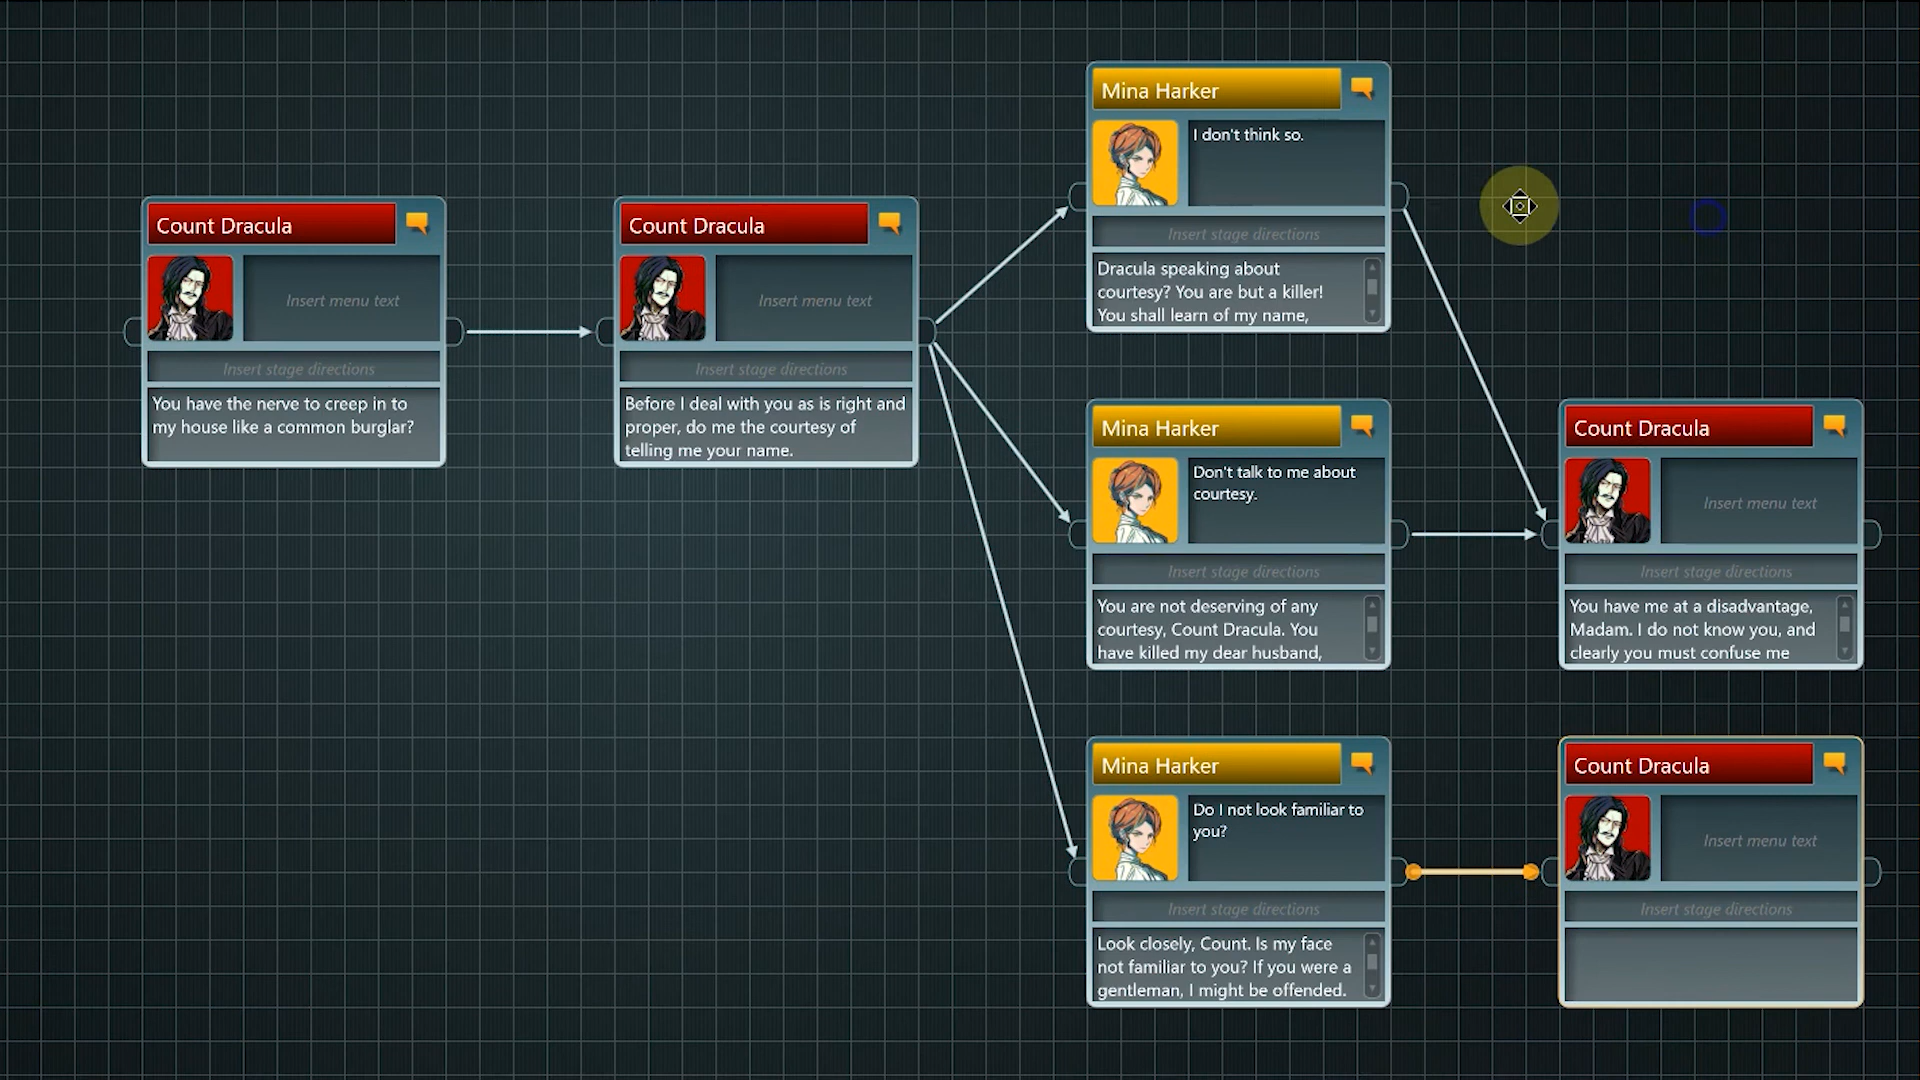 Count Dracula
Insert menu text
Insert stage directions
You have the nerve to creep in to
my house like a common burglar?
Count Dracula
Insert menu text
Insert stage directions
Before I deal with you as is right and
proper, do me the courtesy of
telling me your name.
Mina Harker
I don't think so.
Insert stage directions
Dracula speaking about
courtesy? You are but a killer!
You shall learn of my name,
Mina Harker
Don't talk to me about
courtesy.
Insert stage directions
You are not deserving of any
courtesy, Count Dracula. You
have killed my dear husband,
Mina Harker
Do I not look familiar to
you?
Insert stage directions
Look closely, Count. Is my face
not familiar to you? If you were a
gentleman, I might be offended.
Count Dracula
Insert menu text
Insert stage directions
You have me at a disadvantage,
Madam. I do not know you, and
clearly you must confuse me
Count Dracula
Insert menu text
Insert stage directions